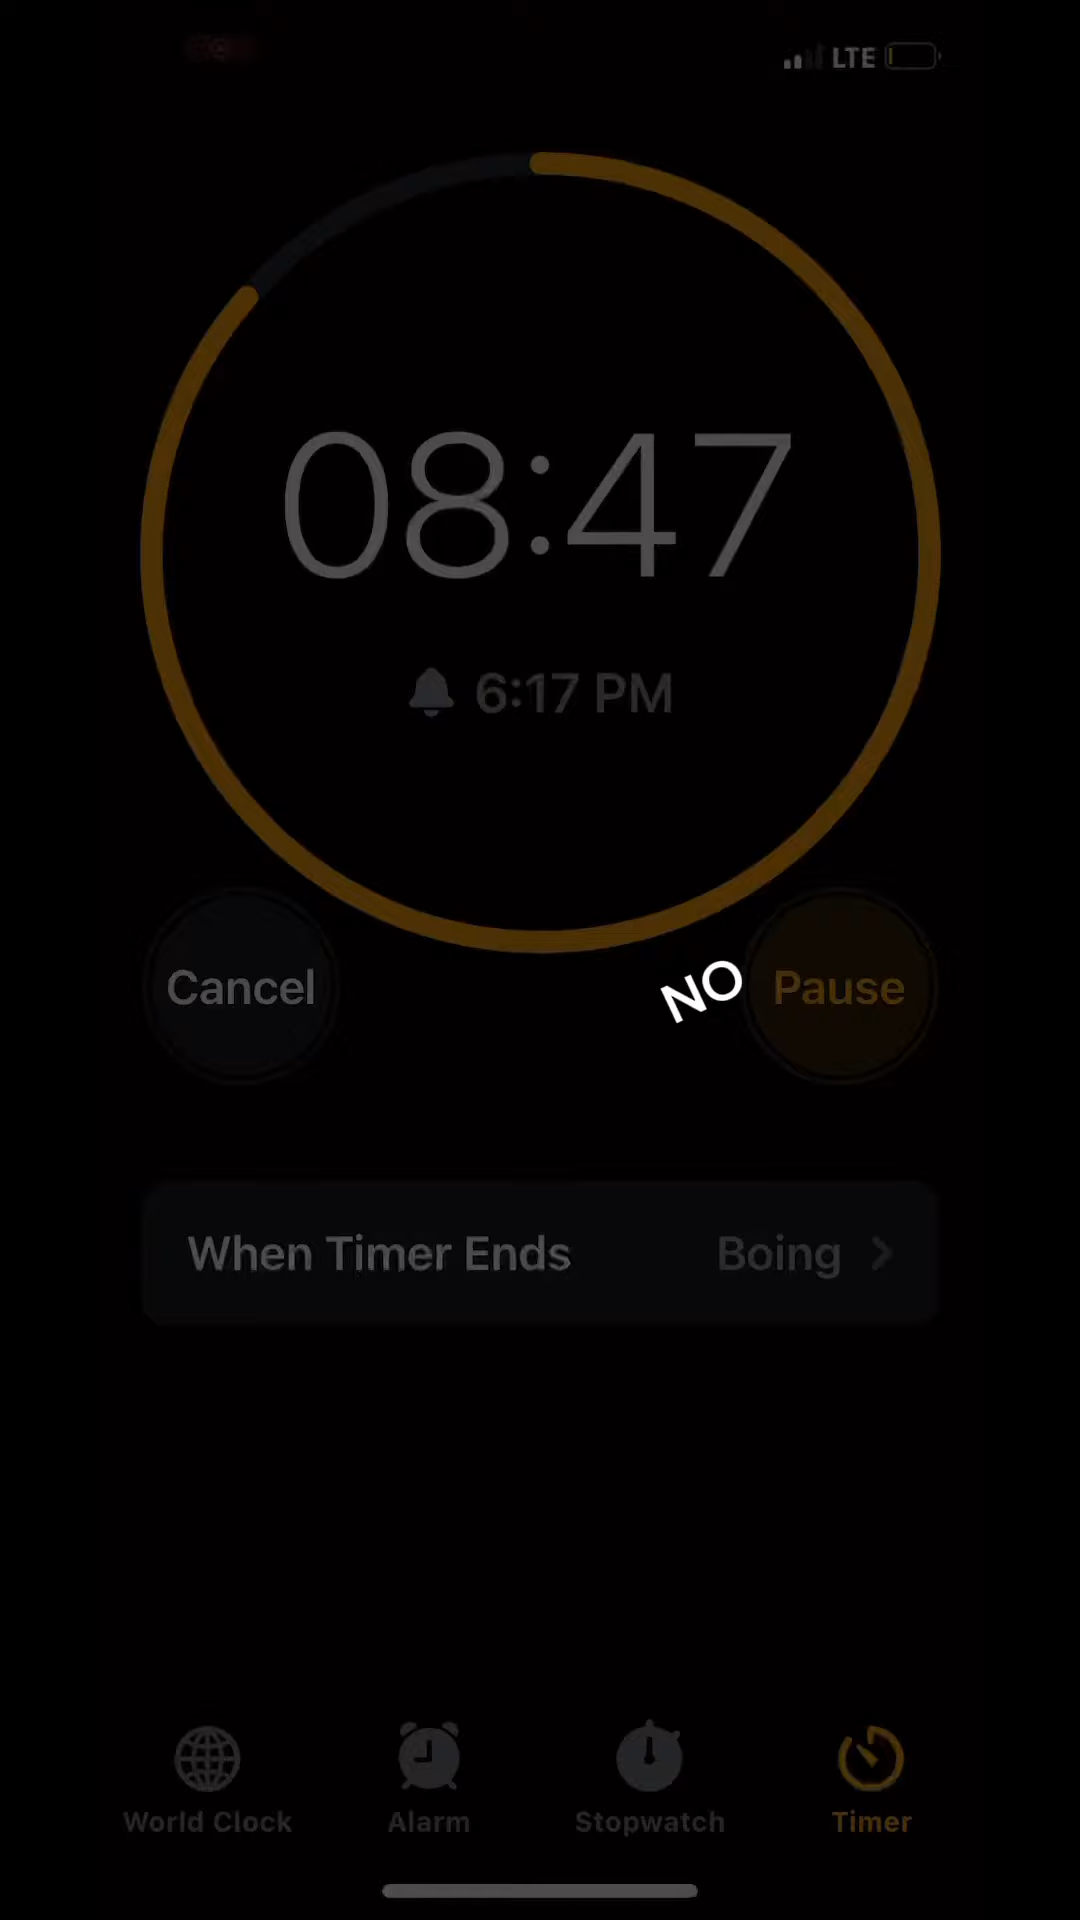 LTE
08:47
6:17 PM
Cancel
NO
Pause
When Timer Ends
Boing
World Clock
Alarm
Stopwatch
Timer